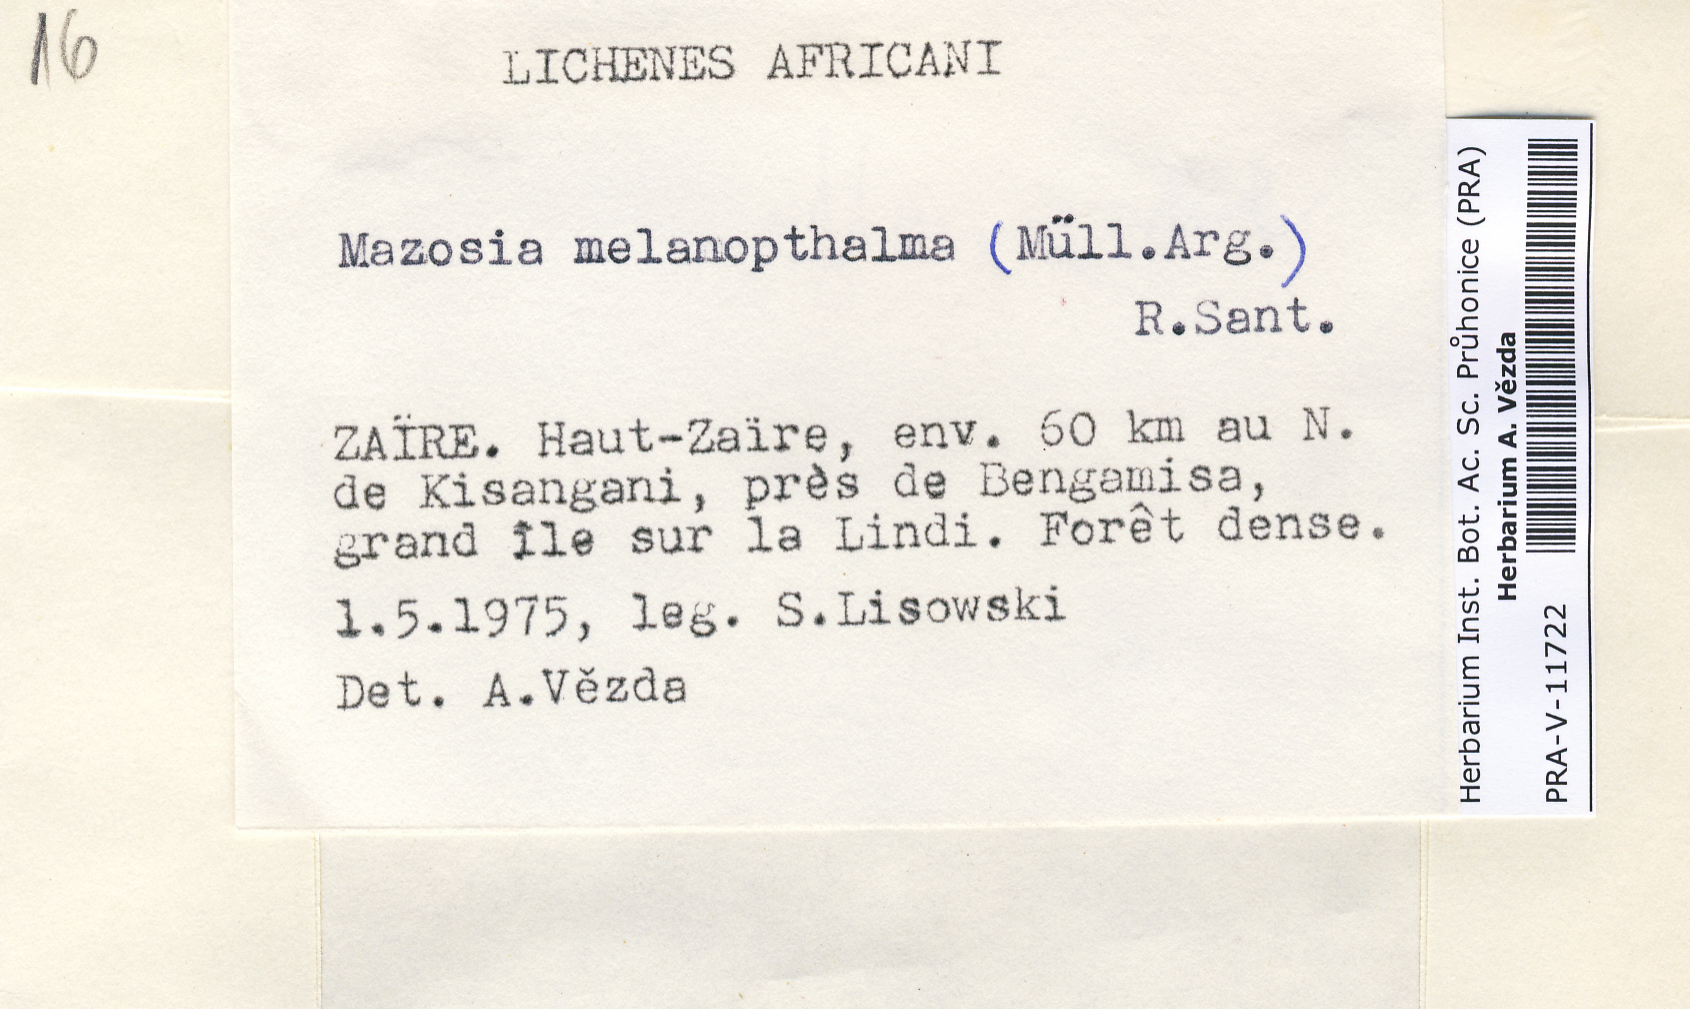 16
LICHENES AFRICANI
Mazosia melanopthalma (Müll.Arg.)
R.Sant.
ZAÏRE. Haut-Zaïre, env. 60 km au N.
de Kisangani, près de Bengamisa,
grand île sur la Lindi. Forêt dense.
1.5.1975, leg. S.Lisowski
Det. A.Vězda
Herbarium Inst. Bot. Ac. Sc. Průhonice (PRA)
Herbarium A. Vězda
PRA-V-11722